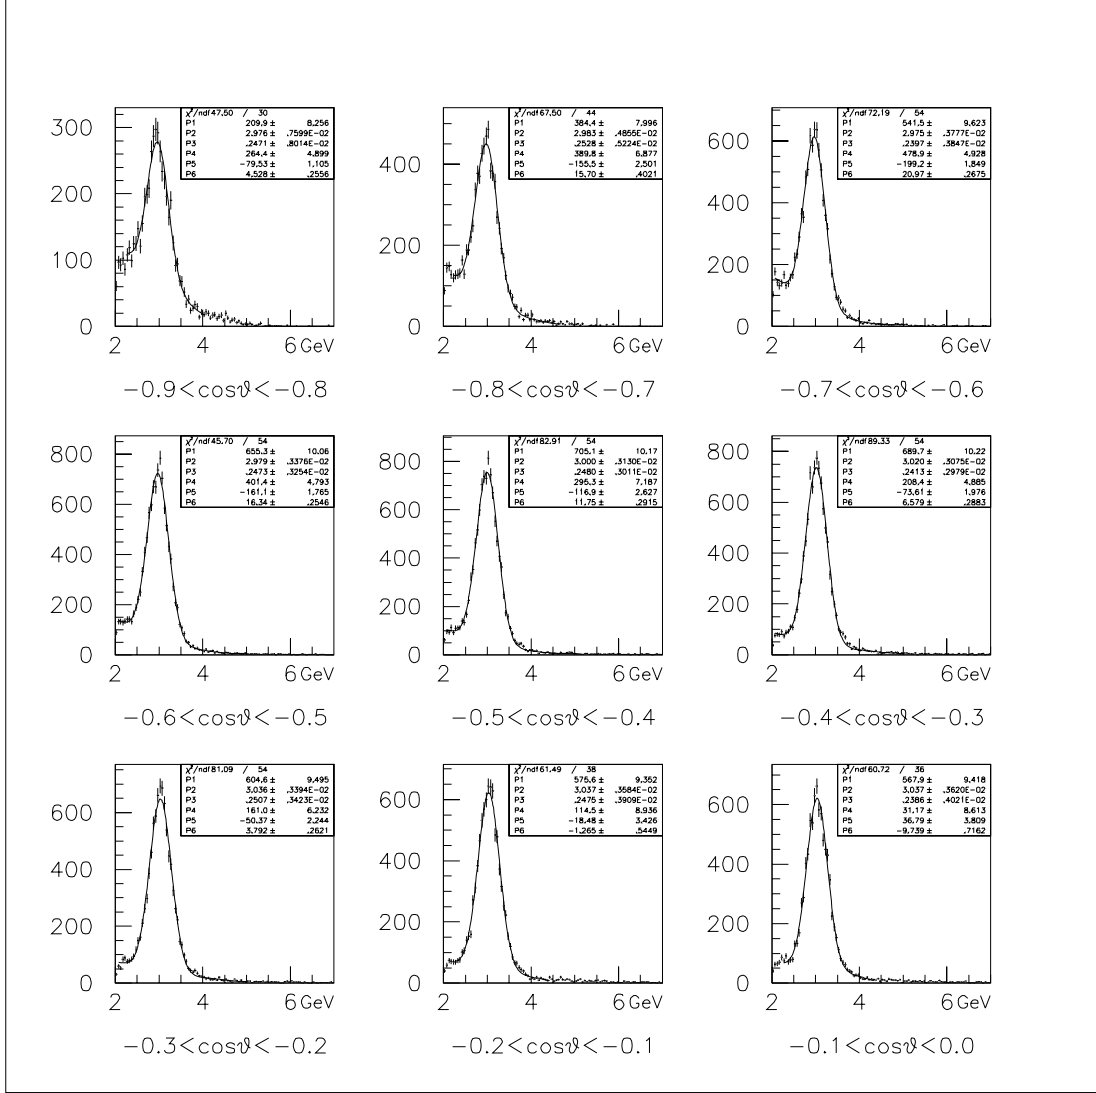 χ²/ndf 47.50 / 30
P1 209.9 ± 8.256
P2 2.976 ± .7599E-02
P3 .2471 ± .8014E-02
P4 264.4 ± 4.899
P5 -79.53 ± 1.105
P6 4.528 ± .2556
300
200
100
0
2 4 6 GeV
−0.9<cosϑ<−0.8
χ²/ndf 67.50 / 44
P1 384.4 ± 7.996
P2 2.983 ± .4855E-02
P3 .2528 ± .5224E-02
P4 389.8 ± 6.877
P5 -155.5 ± 2.501
P6 15.70 ± .4021
400
200
0
2 4 6 GeV
−0.8<cosϑ<−0.7
χ²/ndf 72.19 / 54
P1 541.5 ± 9.623
P2 2.975 ± .3777E-02
P3 .2397 ± .3847E-02
P4 478.9 ± 4.928
P5 -199.2 ± 1.849
P6 20.97 ± .2675
600
400
200
0
2 4 6 GeV
−0.7<cosϑ<−0.6
χ²/ndf 45.70 / 54
P1 655.3 ± 10.06
P2 2.979 ± .3376E-02
P3 .2473 ± .3254E-02
P4 401.4 ± 4.793
P5 -161.1 ± 1.765
P6 16.34 ± .2546
800
600
400
200
0
2 4 6 GeV
−0.6<cosϑ<−0.5
χ²/ndf 82.91 / 54
P1 705.1 ± 10.17
P2 3.000 ± .3130E-02
P3 .2480 ± .3011E-02
P4 295.3 ± 7.187
P5 -116.9 ± 2.627
P6 11.75 ± .2915
800
600
400
200
0
2 4 6 GeV
−0.5<cosϑ<−0.4
χ²/ndf 89.33 / 54
P1 689.7 ± 10.22
P2 3.020 ± .3075E-02
P3 .2413 ± .2979E-02
P4 208.4 ± 4.885
P5 -73.61 ± 1.976
P6 6.579 ± .2883
800
600
400
200
0
2 4 6 GeV
−0.4<cosϑ<−0.3
χ²/ndf 81.09 / 54
P1 604.6 ± 9.495
P2 3.036 ± .3394E-02
P3 .2507 ± .3423E-02
P4 161.0 ± 6.232
P5 -50.37 ± 2.244
P6 3.792 ± .2621
600
400
200
0
2 4 6 GeV
−0.3<cosϑ<−0.2
χ²/ndf 61.49 / 38
P1 575.6 ± 9.352
P2 3.037 ± .3584E-02
P3 .2475 ± .3909E-02
P4 114.5 ± 8.936
P5 -18.48 ± 3.426
P6 -1.265 ± .5449
600
400
200
0
2 4 6 GeV
−0.2<cosϑ<−0.1
χ²/ndf 60.72 / 36
P1 567.9 ± 9.418
P2 3.037 ± .3620E-02
P3 .2386 ± .4021E-02
P4 31.17 ± 8.613
P5 36.79 ± 3.809
P6 -9.739 ± .7162
600
400
200
0
2 4 6 GeV
−0.1<cosϑ<0.0